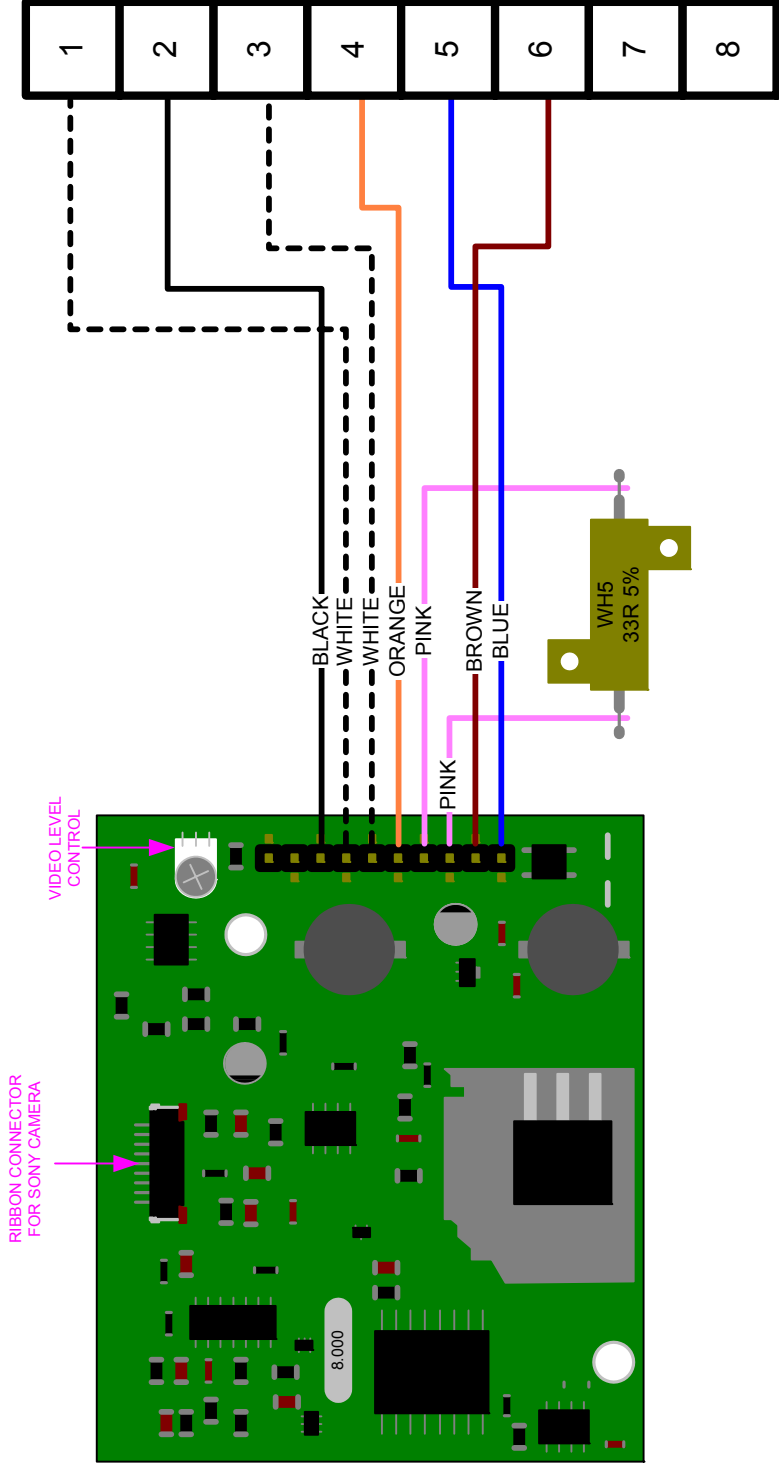 1
2
3
4
5
6
7
8
BLACK
WHITE
WHITE
ORANGE
PINK
BROWN
BLUE
PINK
WH5
33R 5%
VIDEO LEVEL
CONTROL
RIBBON CONNECTOR
FOR SONY CAMERA
8.000